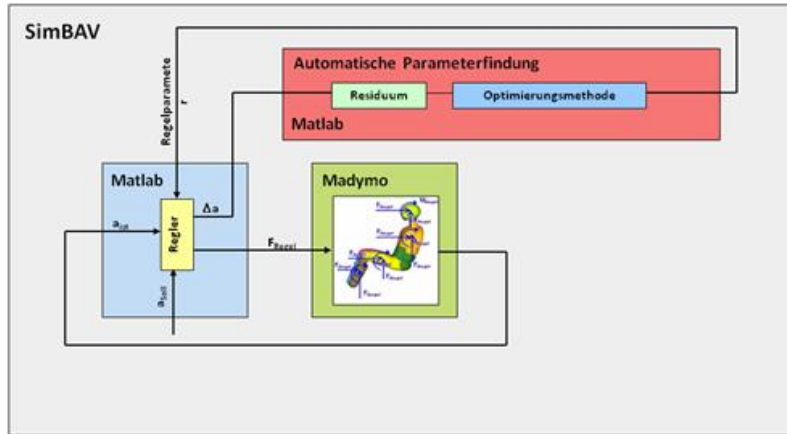 SimBAV
Automatische Parameterfindung
Residuum
Optimierungsmethode
Matlab
Regelparamete
r
Matlab
Madymo
Δa
a_ist
Regler
F_Regel
a_Soll